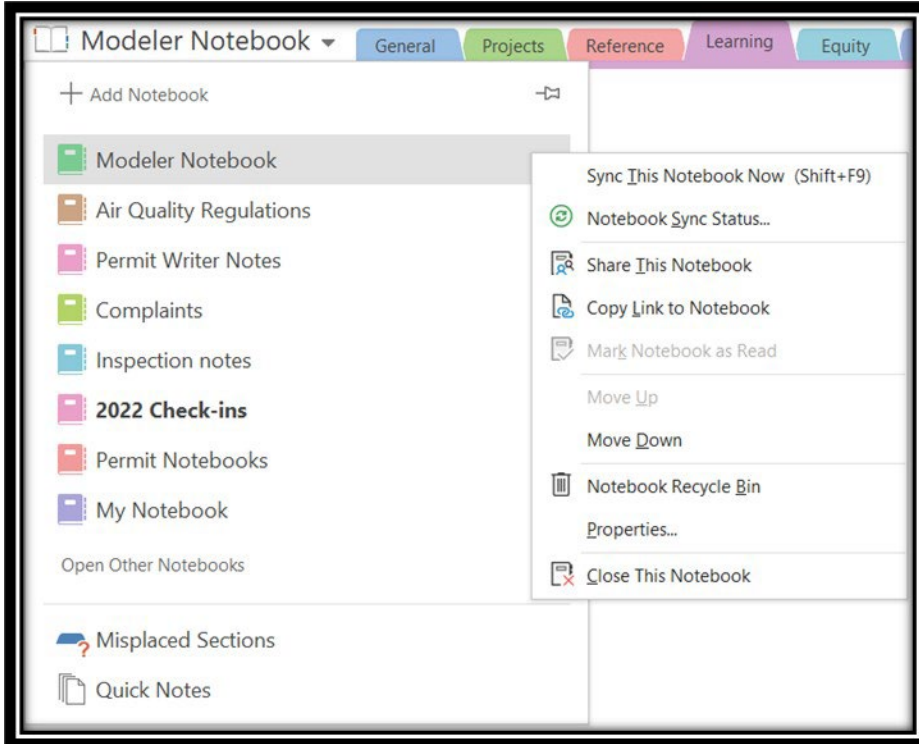 Modeler Notebook
General
Projects
Reference
Learning
Equity
Add Notebook
Modeler Notebook
Air Quality Regulations
Permit Writer Notes
Complaints
Inspection notes
2022 Check-ins
Permit Notebooks
My Notebook
Open Other Notebooks
Misplaced Sections
Quick Notes
Sync This Notebook Now (Shift+F9)
Notebook Sync Status...
Share This Notebook
Copy Link to Notebook
Mark Notebook as Read
Move Up
Move Down
Notebook Recycle Bin
Properties...
Close This Notebook